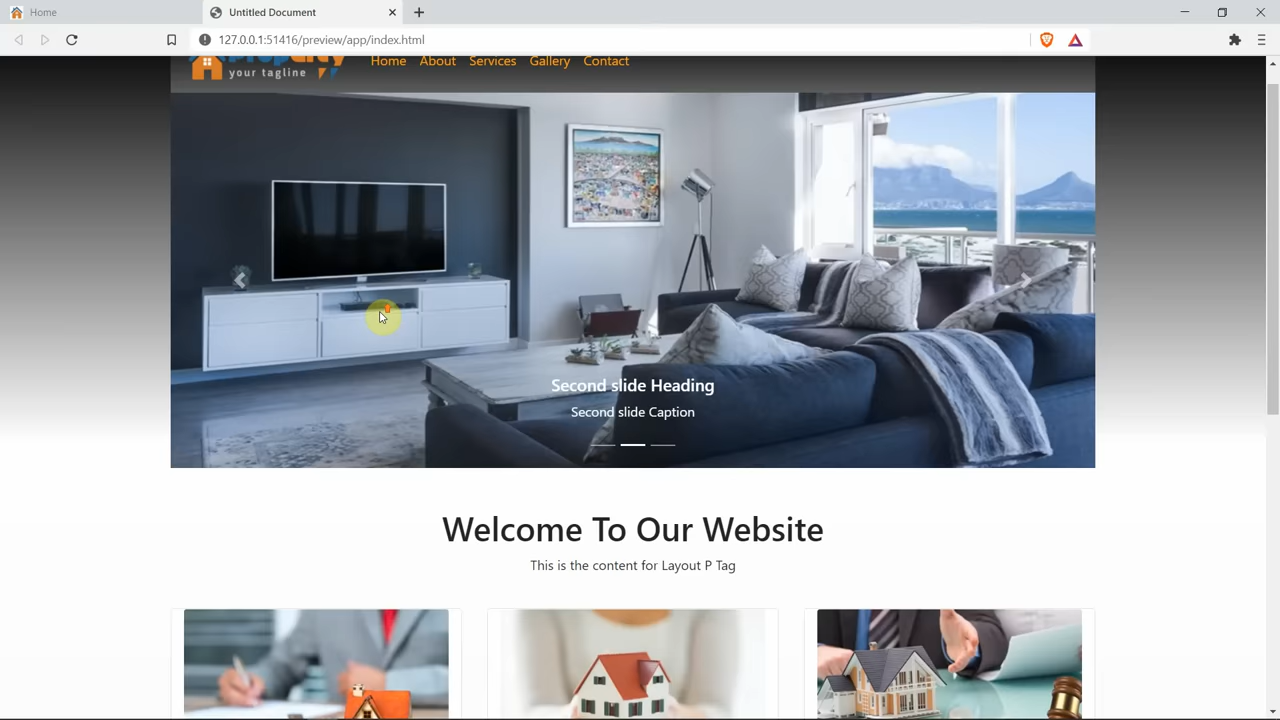 Home
Untitled Document
127.0.0.1:51416/preview/app/index.html
your tagline
Home About Services Gallery Contact
Second slide Heading
Second slide Caption
Welcome To Our Website
This is the content for Layout P Tag